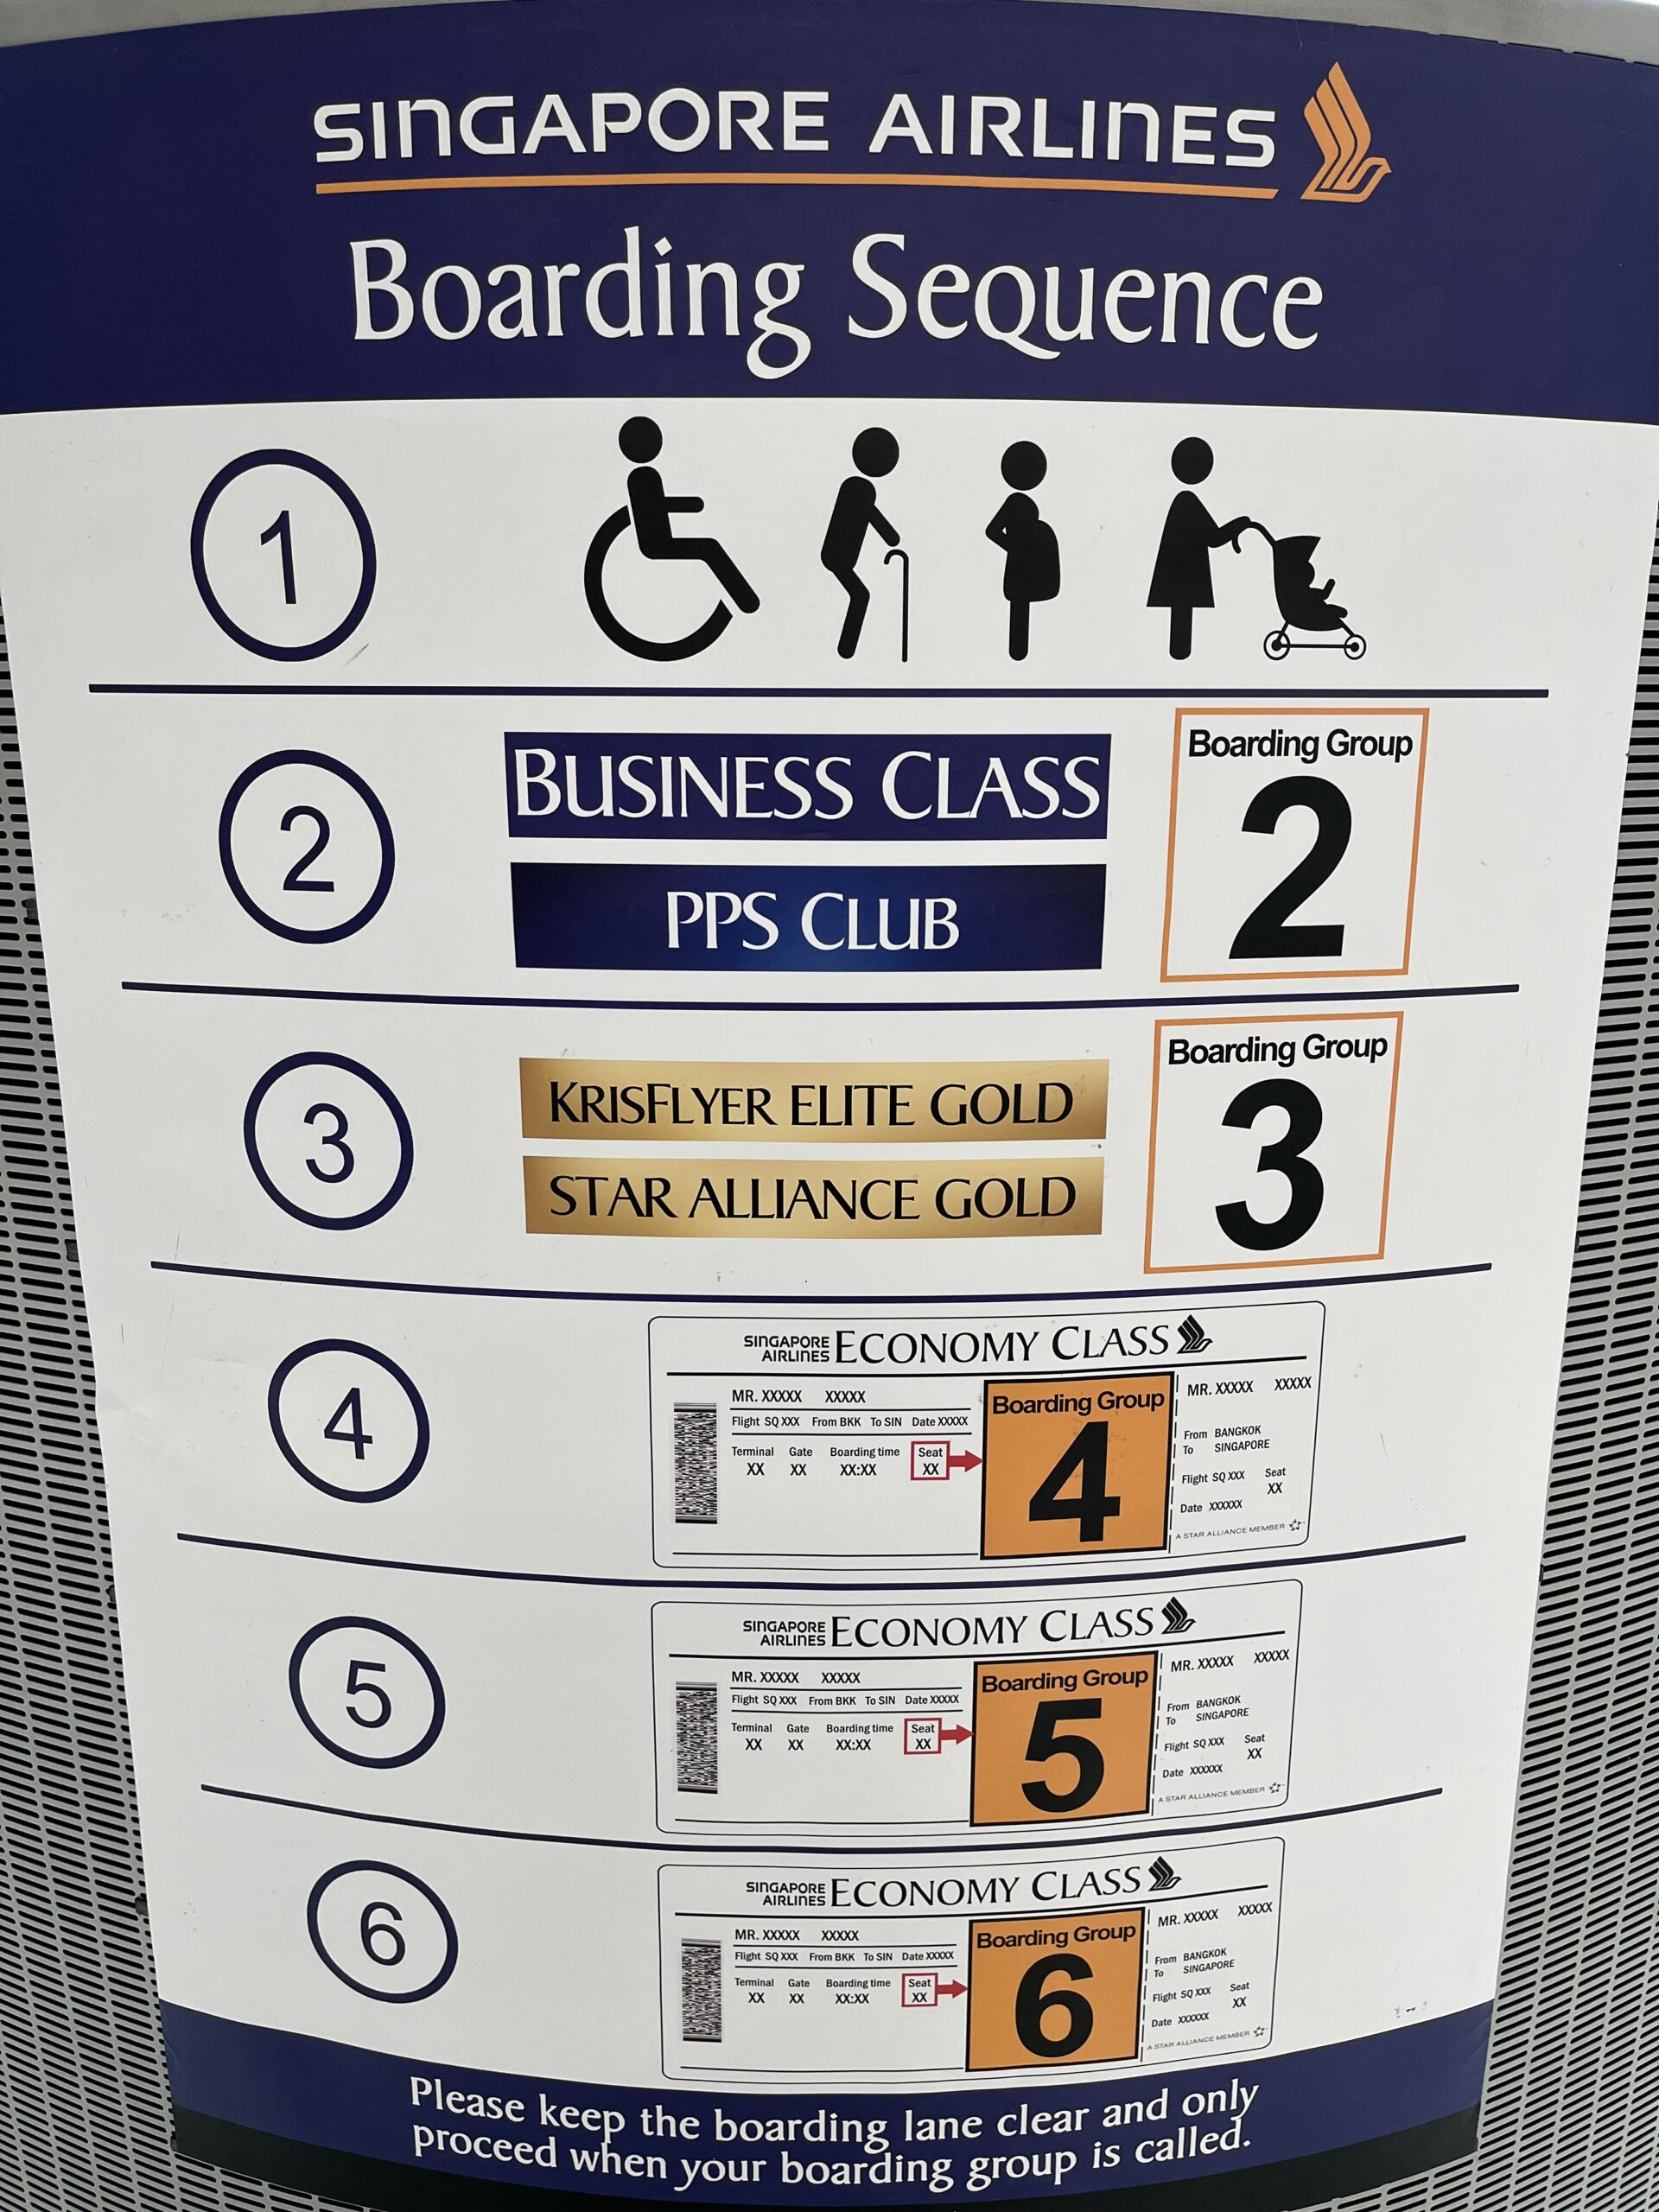 SINGAPORE AIRLINES
Boarding Sequence
1
2
BUSINESS CLASS
PPS CLUB
Boarding Group
2
3
KRISFLYER ELITE GOLD
STAR ALLIANCE GOLD
Boarding Group
3
4
SINGAPORE AIRLINES ECONOMY CLASS
MR. XXXXX XXXXX
Flight SQ XXX From BKK To SIN Date XXXXX
Terminal Gate Boarding time Seat
XX XX XX:XX XX
Boarding Group
4
MR. XXXXX XXXXX
From BANGKOK
To SINGAPORE
Flight SQ XXX Seat
XX
Date XXXXXX
A STAR ALLIANCE MEMBER
5
SINGAPORE AIRLINES ECONOMY CLASS
MR. XXXXX XXXXX
Flight SQ XXX From BKK To SIN Date XXXXX
Terminal Gate Boarding time Seat
XX XX XX:XX XX
Boarding Group
5
MR. XXXXX XXXXX
From BANGKOK
To SINGAPORE
Flight SQ XXX Seat
XX
Date XXXXXX
A STAR ALLIANCE MEMBER
6
SINGAPORE AIRLINES ECONOMY CLASS
MR. XXXXX XXXXX
Flight SQ XXX From BKK To SIN Date XXXXX
Terminal Gate Boarding time Seat
XX XX XX:XX XX
Boarding Group
6
MR. XXXXX XXXXX
From BANGKOK
To SINGAPORE
Flight SQ XXX Seat
XX
Date XXXXXX
A STAR ALLIANCE MEMBER
Please keep the boarding lane clear and only
proceed when your boarding group is called.